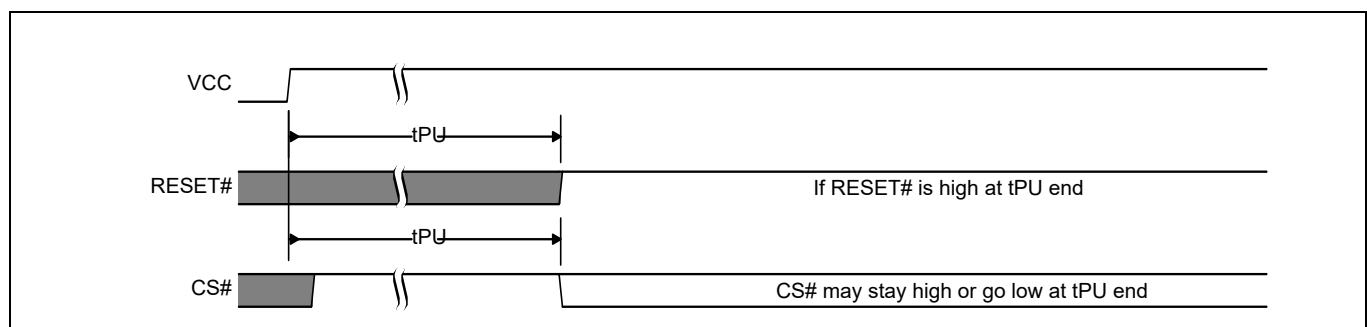 VCC
tPU
RESET# If RESET# is high at tPU end
tPU
CS# CS# may stay high or go low at tPU end